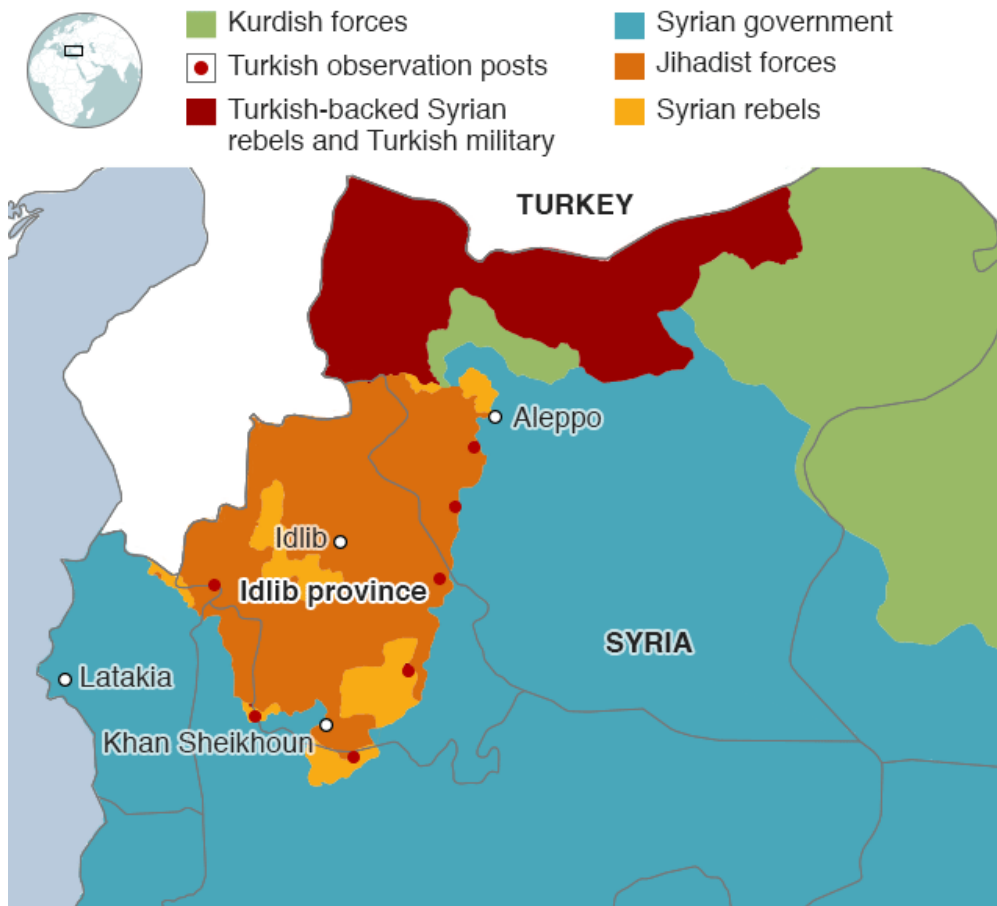 Kurdish forces
Turkish observation posts
Turkish-backed Syrian
rebels and Turkish military
Syrian government
Jihadist forces
Syrian rebels
TURKEY
Aleppo
Idlib
Idlib province
SYRIA
Latakia
Khan Sheikhoun